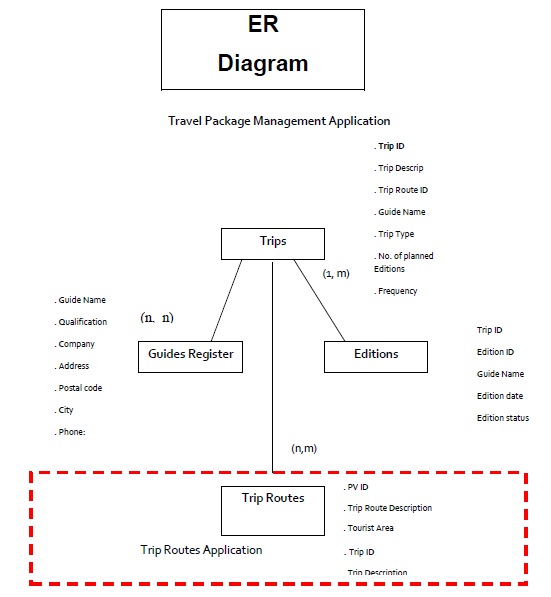 ER
Diagram
Travel Package Management Application
. Trip ID
. Trip Descrip
. Trip Route ID
. Guide Name
. Trip Type
. No. of planned
Editions
. Frequency
Trips
(1, m)
. Guide Name
. Qualification
. Company
. Address
. Postal code
. City
. Phone:
(n, n)
Guides Register
Editions
Trip ID
Edition ID
Guide Name
Edition date
Edition status
(n,m)
Trip Routes
. PV ID
. Trip Route Description
. Tourist Area
. Trip ID
. Trip Description
Trip Routes Application